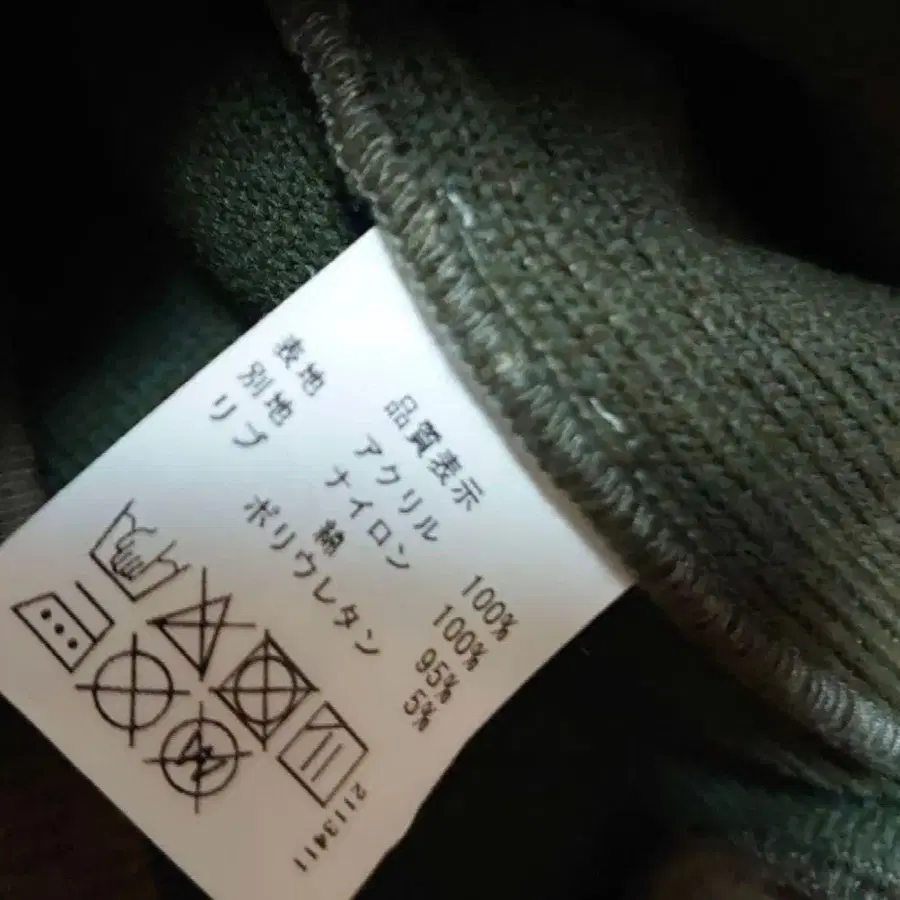 品質表示
表地 アクリル 100%
別地 ナイロン 100%
リブ 綿 95%
ポリウレタン 5%
2113411